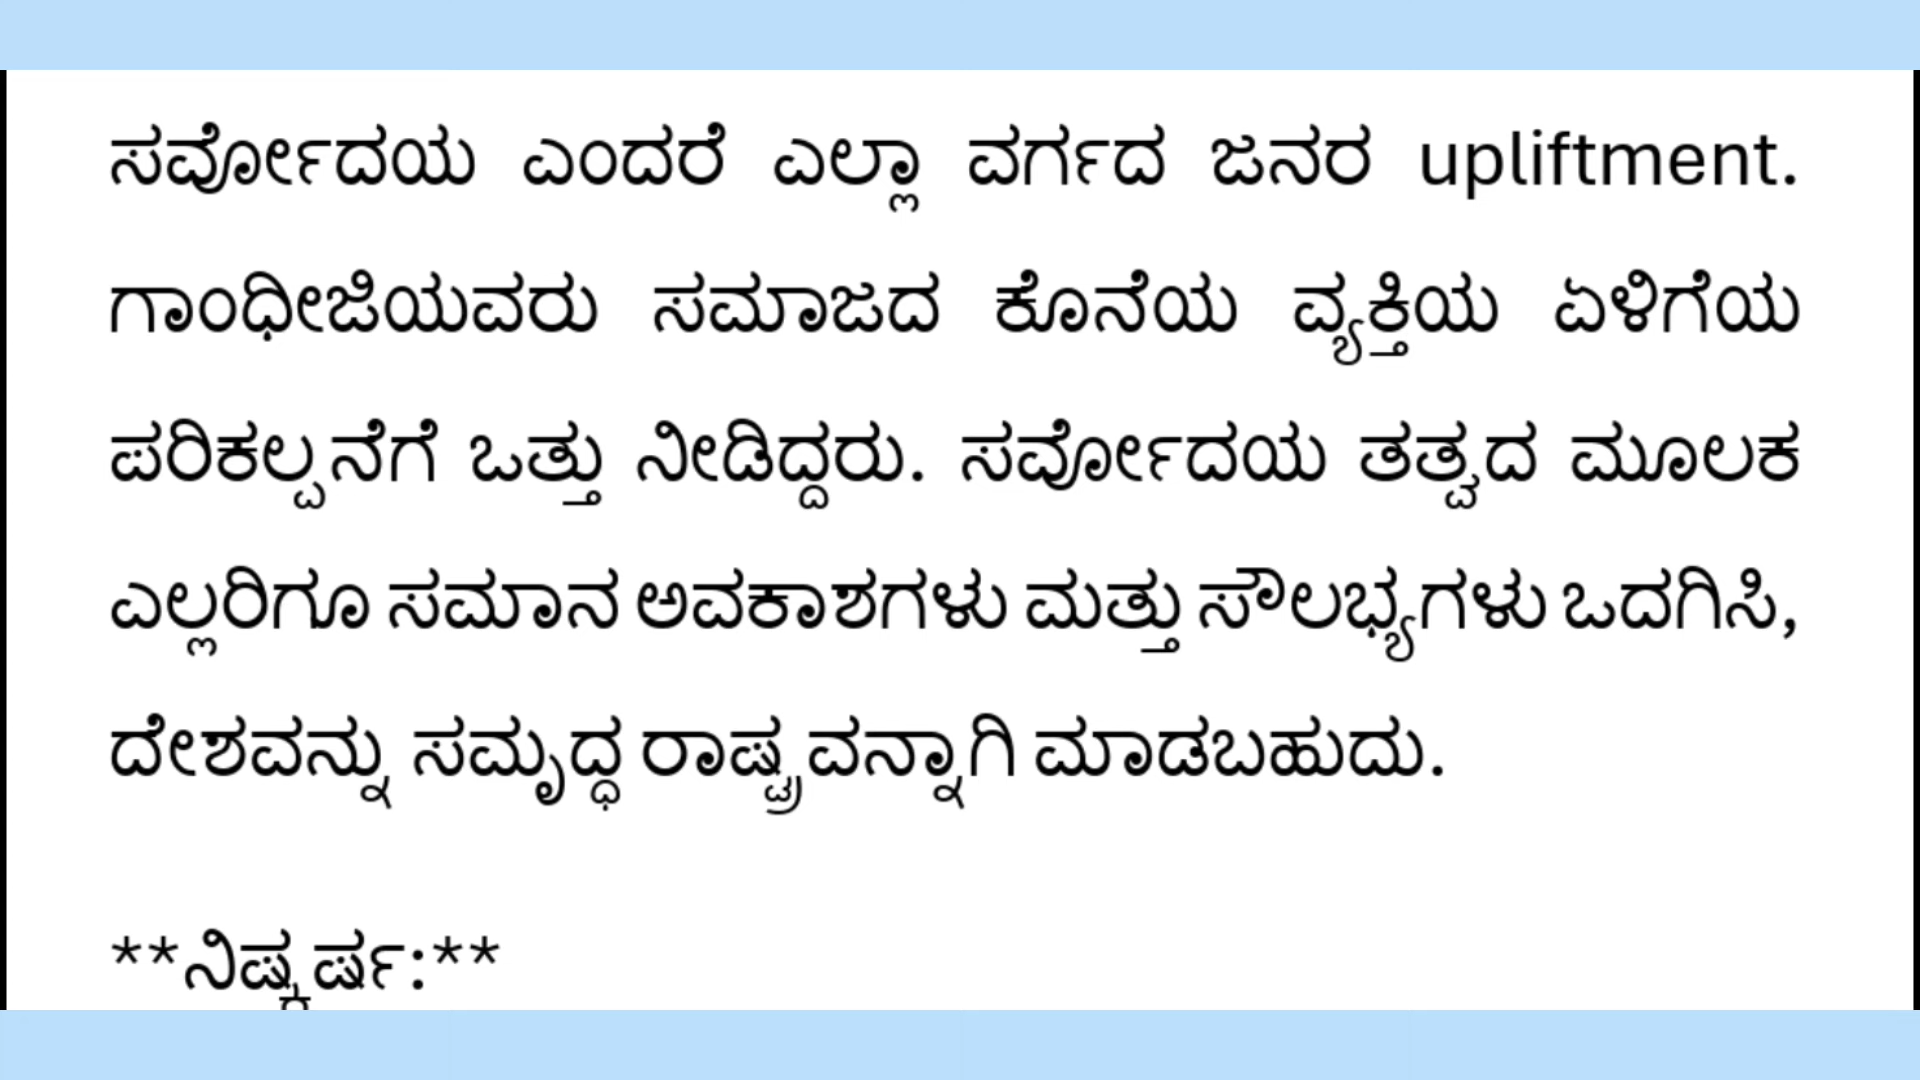 ಸರ್ವೋದಯ ಎಂದರೆ ಎಲ್ಲಾ ವರ್ಗದ ಜನರ upliftment.
ಗಾಂಧೀಜಿಯವರು ಸಮಾಜದ ಕೊನೆಯ ವ್ಯಕ್ತಿಯ ಏಳಿಗೆಯ
ಪರಿಕಲ್ಪನೆಗೆ ಒತ್ತು ನೀಡಿದ್ದರು. ಸರ್ವೋದಯ ತತ್ವದ ಮೂಲಕ
ಎಲ್ಲರಿಗೂ ಸಮಾನ ಅವಕಾಶಗಳು ಮತ್ತು ಸೌಲಭ್ಯಗಳು ಒದಗಿಸಿ,
ದೇಶವನ್ನು ಸಮೃದ್ಧ ರಾಷ್ಟ್ರವನ್ನಾಗಿ ಮಾಡಬಹುದು.
**ನಿಷ್ಕರ್ಷ:**